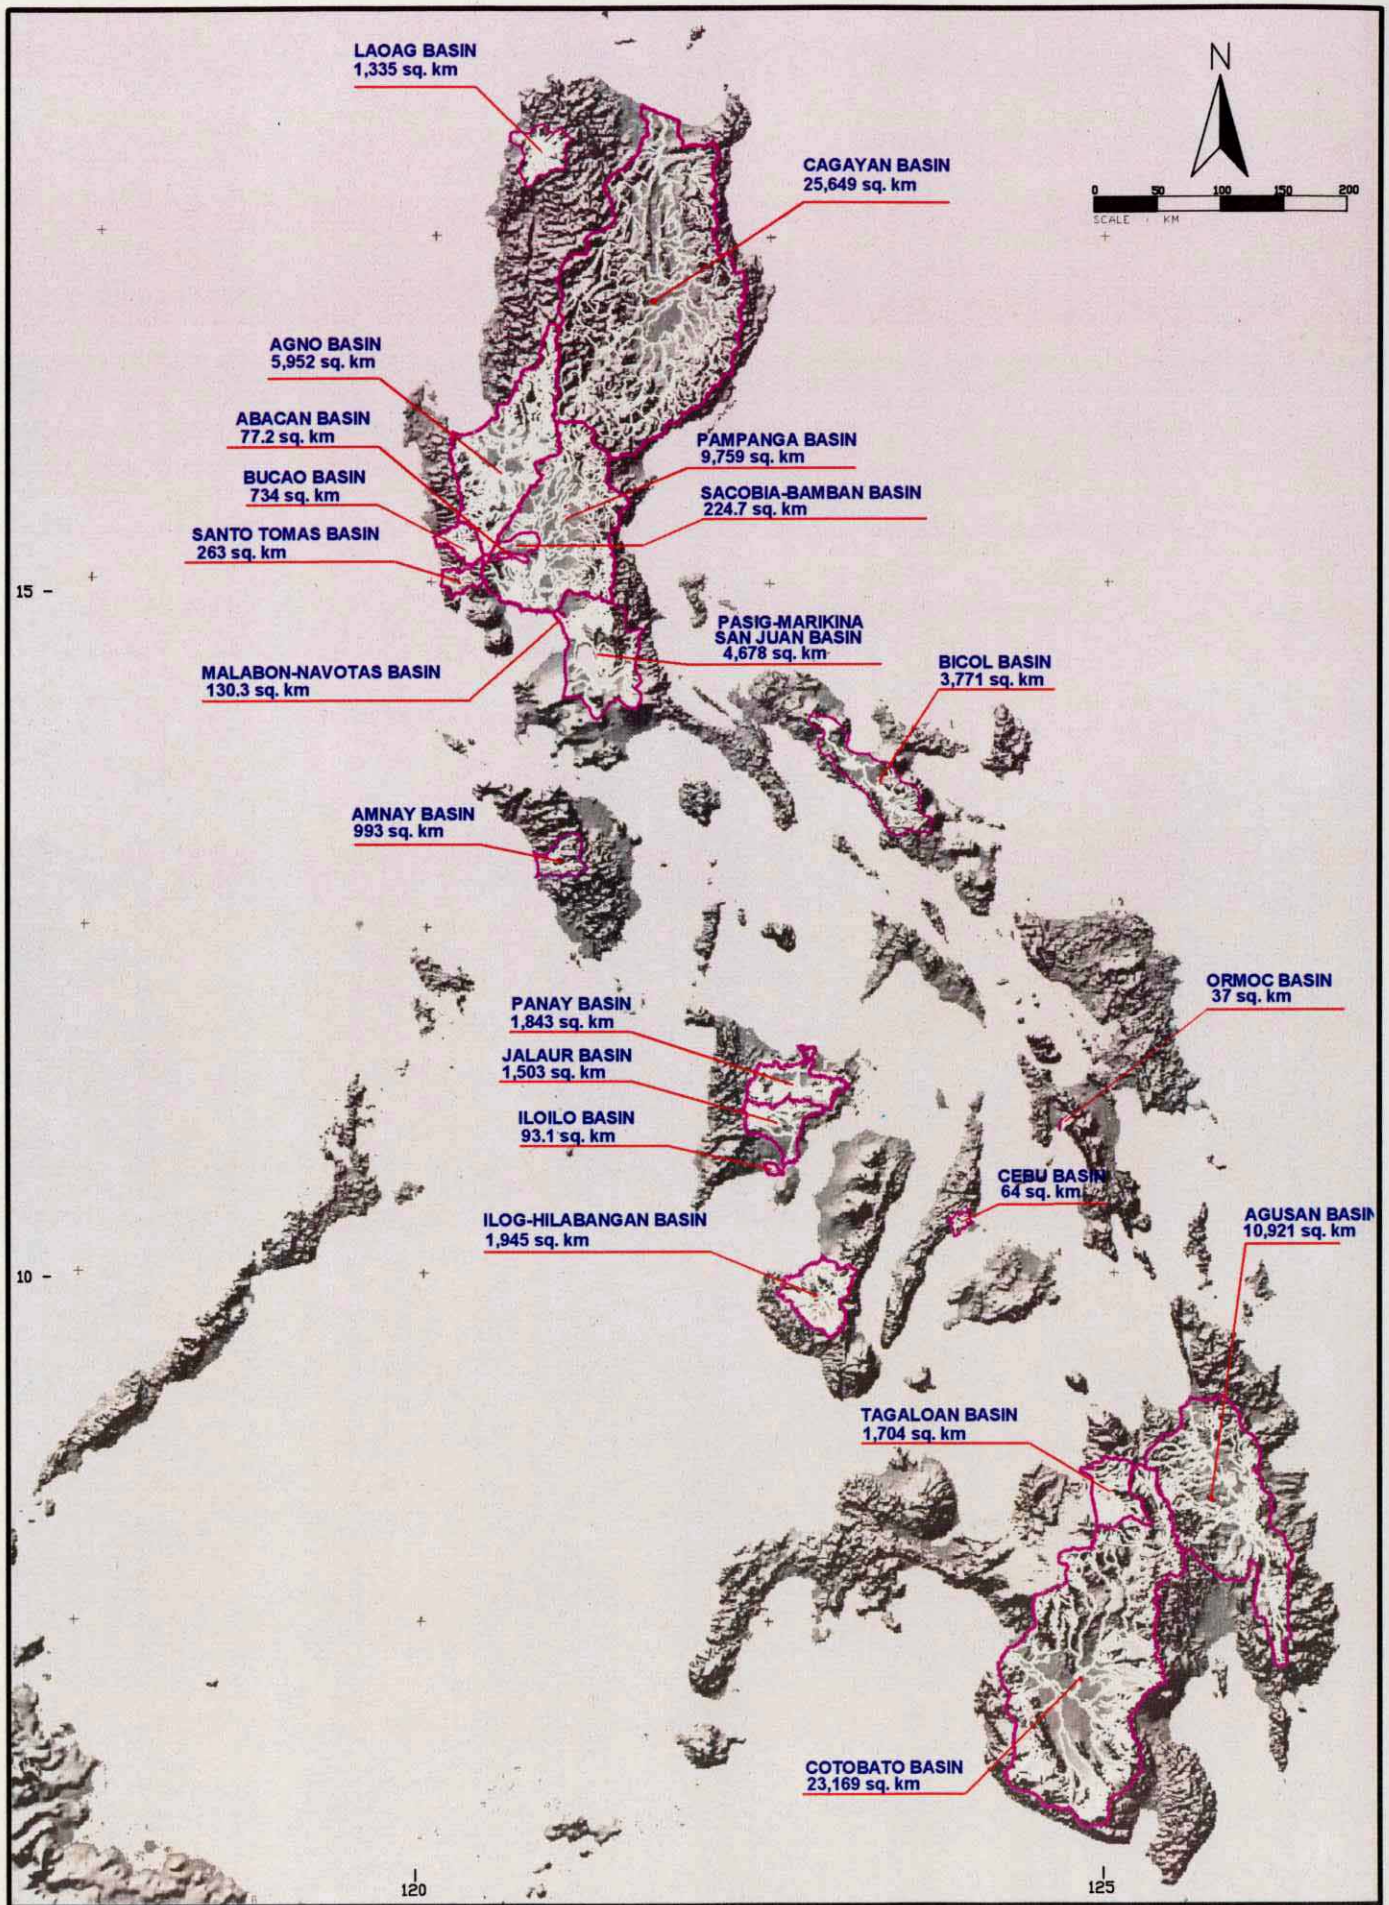 LAOAG BASIN
1,335 sq. km
N
CAGAYAN BASIN
25,649 sq. km
0 50 100 150 200
SCALE : KM
AGNO BASIN
5,952 sq. km
ABACAN BASIN
77.2 sq. km
PAMPANGA BASIN
9,759 sq. km
BUCAO BASIN
734 sq. km
SACOBIA-BAMBAN BASIN
224.7 sq. km
SANTO TOMAS BASIN
263 sq. km
15
PASIG-MARIKINA
SAN JUAN BASIN
4,678 sq. km
MALABON-NAVOTAS BASIN
130.3 sq. km
BICOL BASIN
3,771 sq. km
AMNAY BASIN
993 sq. km
ORMOC BASIN
37 sq. km
PANAY BASIN
1,843 sq. km
JALAUR BASIN
1,503 sq. km
ILOILO BASIN
93.1 sq. km
CEBU BASIN
64 sq. km
ILOG-HILABANGAN BASIN
1,945 sq. km
AGUSAN BASIN
10,921 sq. km
10
TAGALOAN BASIN
1,704 sq. km
COTOBATO BASIN
23,169 sq. km
120
125